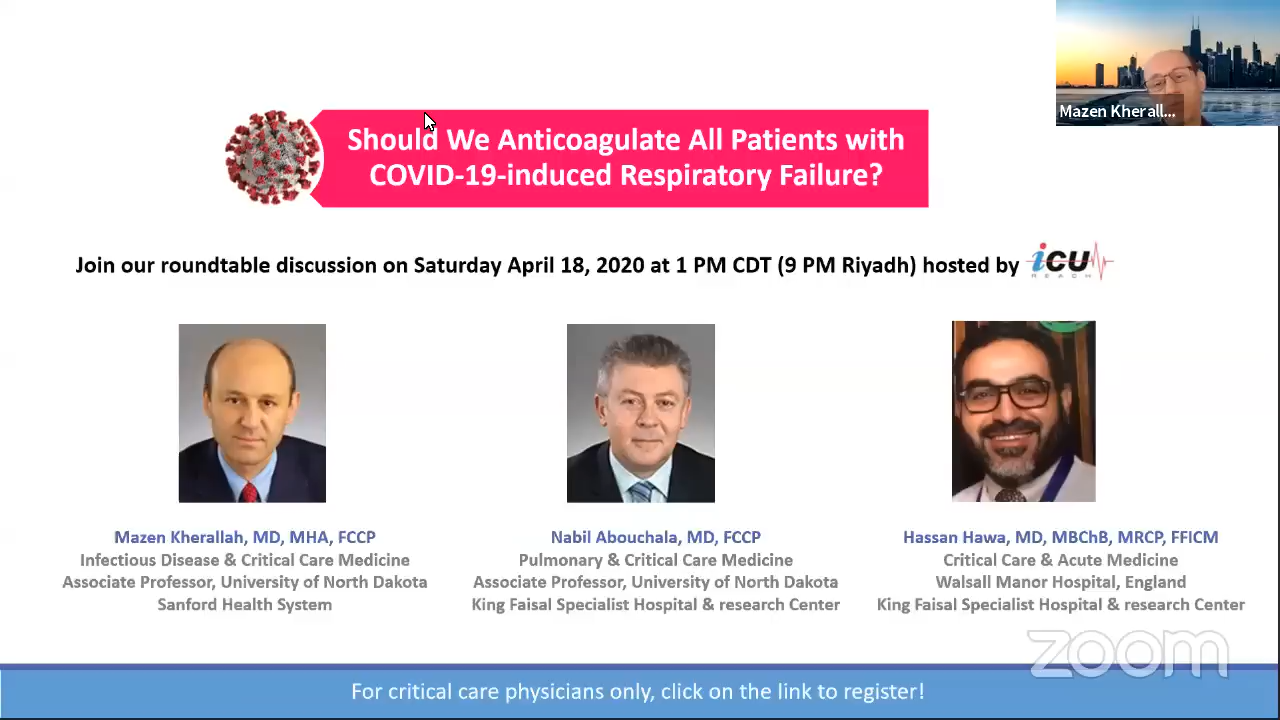 Mazen Kherall...
Should We Anticoagulate All Patients with
COVID-19-induced Respiratory Failure?
Join our roundtable discussion on Saturday April 18, 2020 at 1 PM CDT (9 PM Riyadh) hosted by iCU
REACH
Mazen Kherallah, MD, MHA, FCCP
Infectious Disease & Critical Care Medicine
Associate Professor, University of North Dakota
Sanford Health System
Nabil Abouchala, MD, FCCP
Pulmonary & Critical Care Medicine
Associate Professor, University of North Dakota
King Faisal Specialist Hospital & research Center
Hassan Hawa, MD, MBChB, MRCP, FFICM
Critical Care & Acute Medicine
Walsall Manor Hospital, England
King Faisal Specialist Hospital & research Center
zoom
For critical care physicians only, click on the link to register!